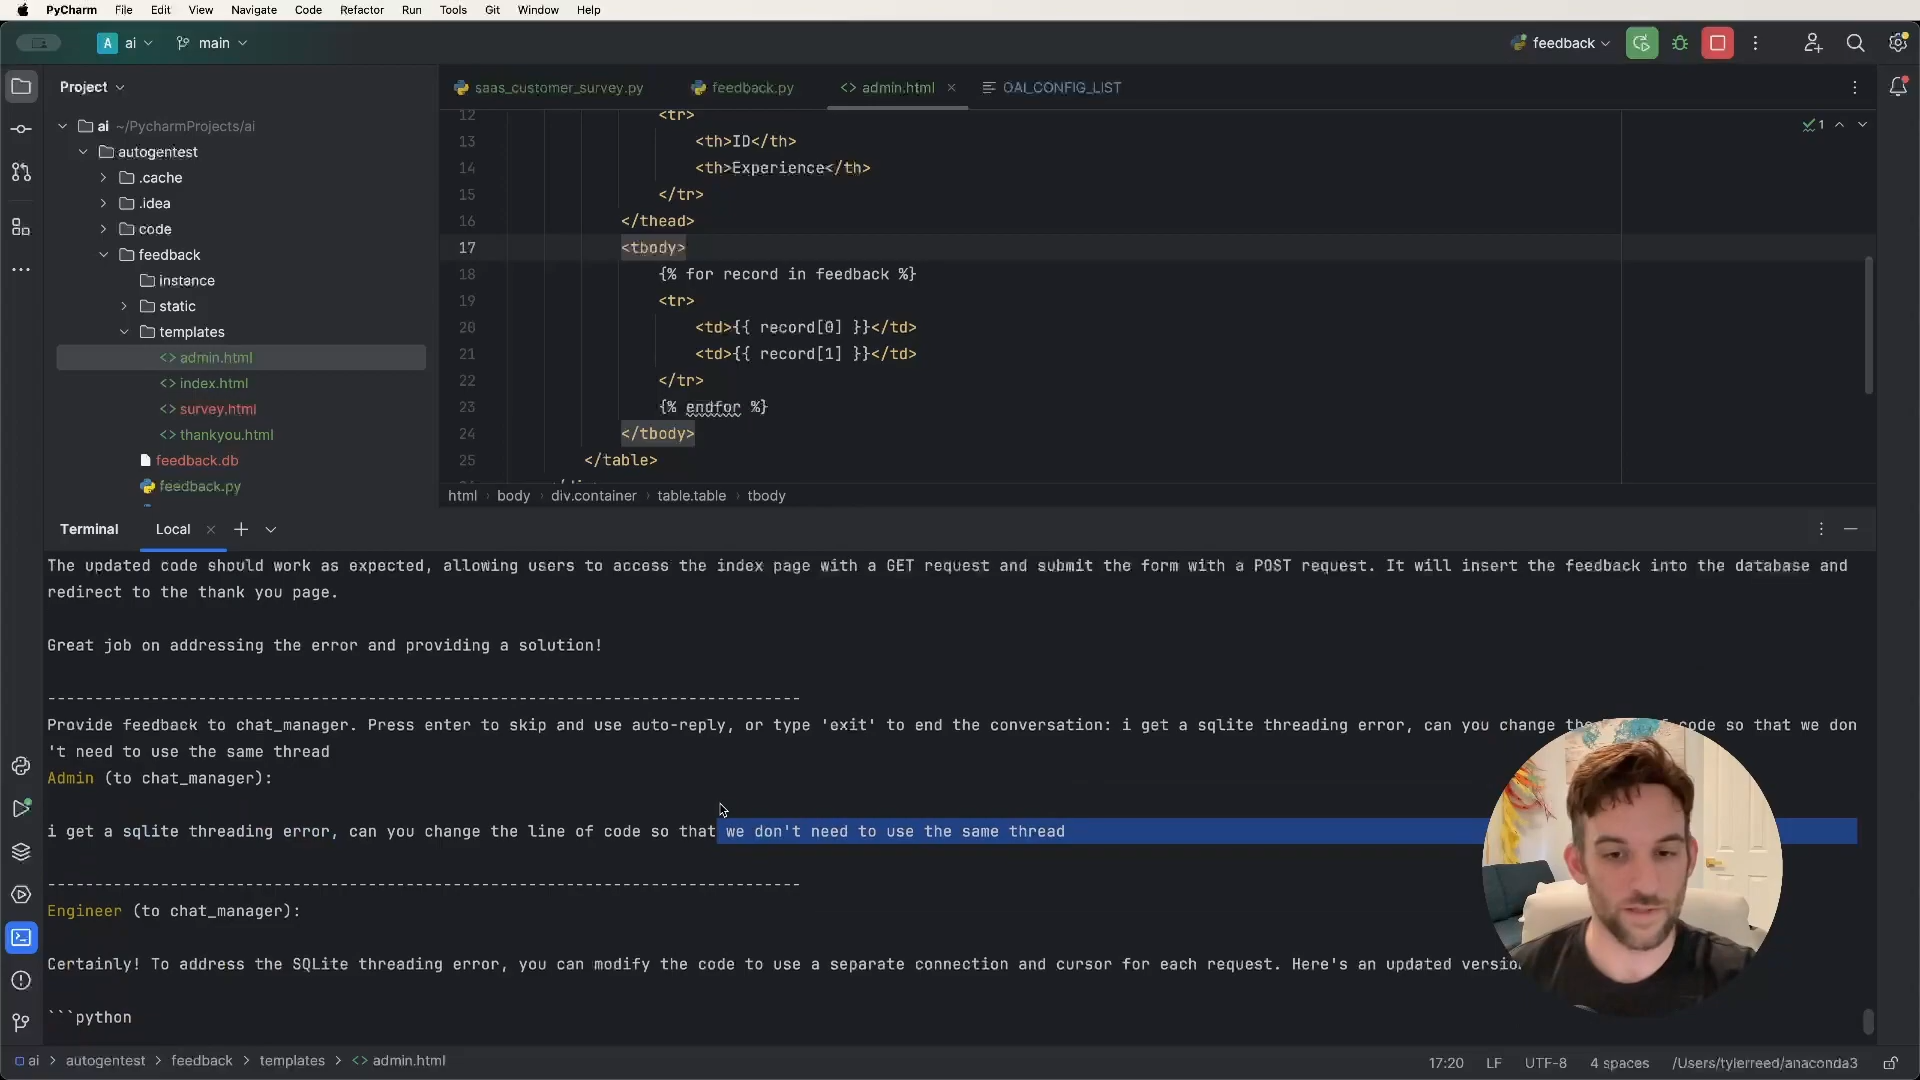 PyCharm File Edit View Navigate Code Refactor Run Tools Git Window Help
A ai main feedback
Project
saas_customer_survey.py feedback.py <> admin.html OAI_CONFIG_LIST
ai ~/PycharmProjects/ai
autogentest
.cache
.idea
code
feedback
instance
static
templates
<> admin.html
<> index.html
<> survey.html
<> thankyou.html
feedback.db
feedback.py
1
12 <tr>
13 <th>ID</th>
14 <th>Experience</th>
15 </tr>
16 </thead>
17 <tbody>
18 {% for record in feedback %}
19 <tr>
20 <td>{{ record[0] }}</td>
21 <td>{{ record[1] }}</td>
22 </tr>
23 {% endfor %}
24 </tbody>
25 </table>
html body div.container table.table tbody
Terminal Local
The updated code should work as expected, allowing users to access the index page with a GET request and submit the form with a POST request. It will insert the feedback into the database and
redirect to the thank you page.
Great job on addressing the error and providing a solution!
--------------------------------------------------------------------------------
Provide feedback to chat_manager. Press enter to skip and use auto-reply, or type 'exit' to end the conversation: i get a sqlite threading error, can you change the code so that we don
't need to use the same thread
Admin (to chat_manager):
i get a sqlite threading error, can you change the line of code so that we don't need to use the same thread
--------------------------------------------------------------------------------
Engineer (to chat_manager):
Certainly! To address the SQLite threading error, you can modify the code to use a separate connection and cursor for each request. Here's an updated
```python
ai > autogentest > feedback > templates > <> admin.html
17:20 LF UTF-8 4 spaces /Users/tylerreed/anaconda3